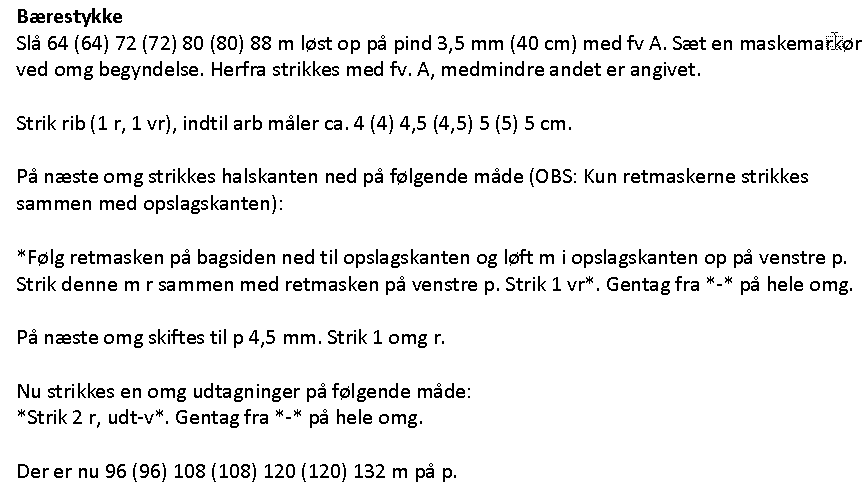 Bærestykke
Slå 64 (64) 72 (72) 80 (80) 88 m løst op på pind 3,5 mm (40 cm) med fv A. Sæt en maskemarkør
ved omg begyndelse. Herfra strikkes med fv. A, medmindre andet er angivet.
Strik rib (1 r, 1 vr), indtil arb måler ca. 4 (4) 4,5 (4,5) 5 (5) 5 cm.
På næste omg strikkes halskanten ned på følgende måde (OBS: Kun retmaskerne strikkes
sammen med opslagskanten):
*Følg retmasken på bagsiden ned til opslagskanten og løft m i opslagskanten op på venstre p.
Strik denne m r sammen med retmasken på venstre p. Strik 1 vr*. Gentag fra *-* på hele omg.
På næste omg skiftes til p 4,5 mm. Strik 1 omg r.
Nu strikkes en omg udtagninger på følgende måde:
*Strik 2 r, udt-v*. Gentag fra *-* på hele omg.
Der er nu 96 (96) 108 (108) 120 (120) 132 m på p.